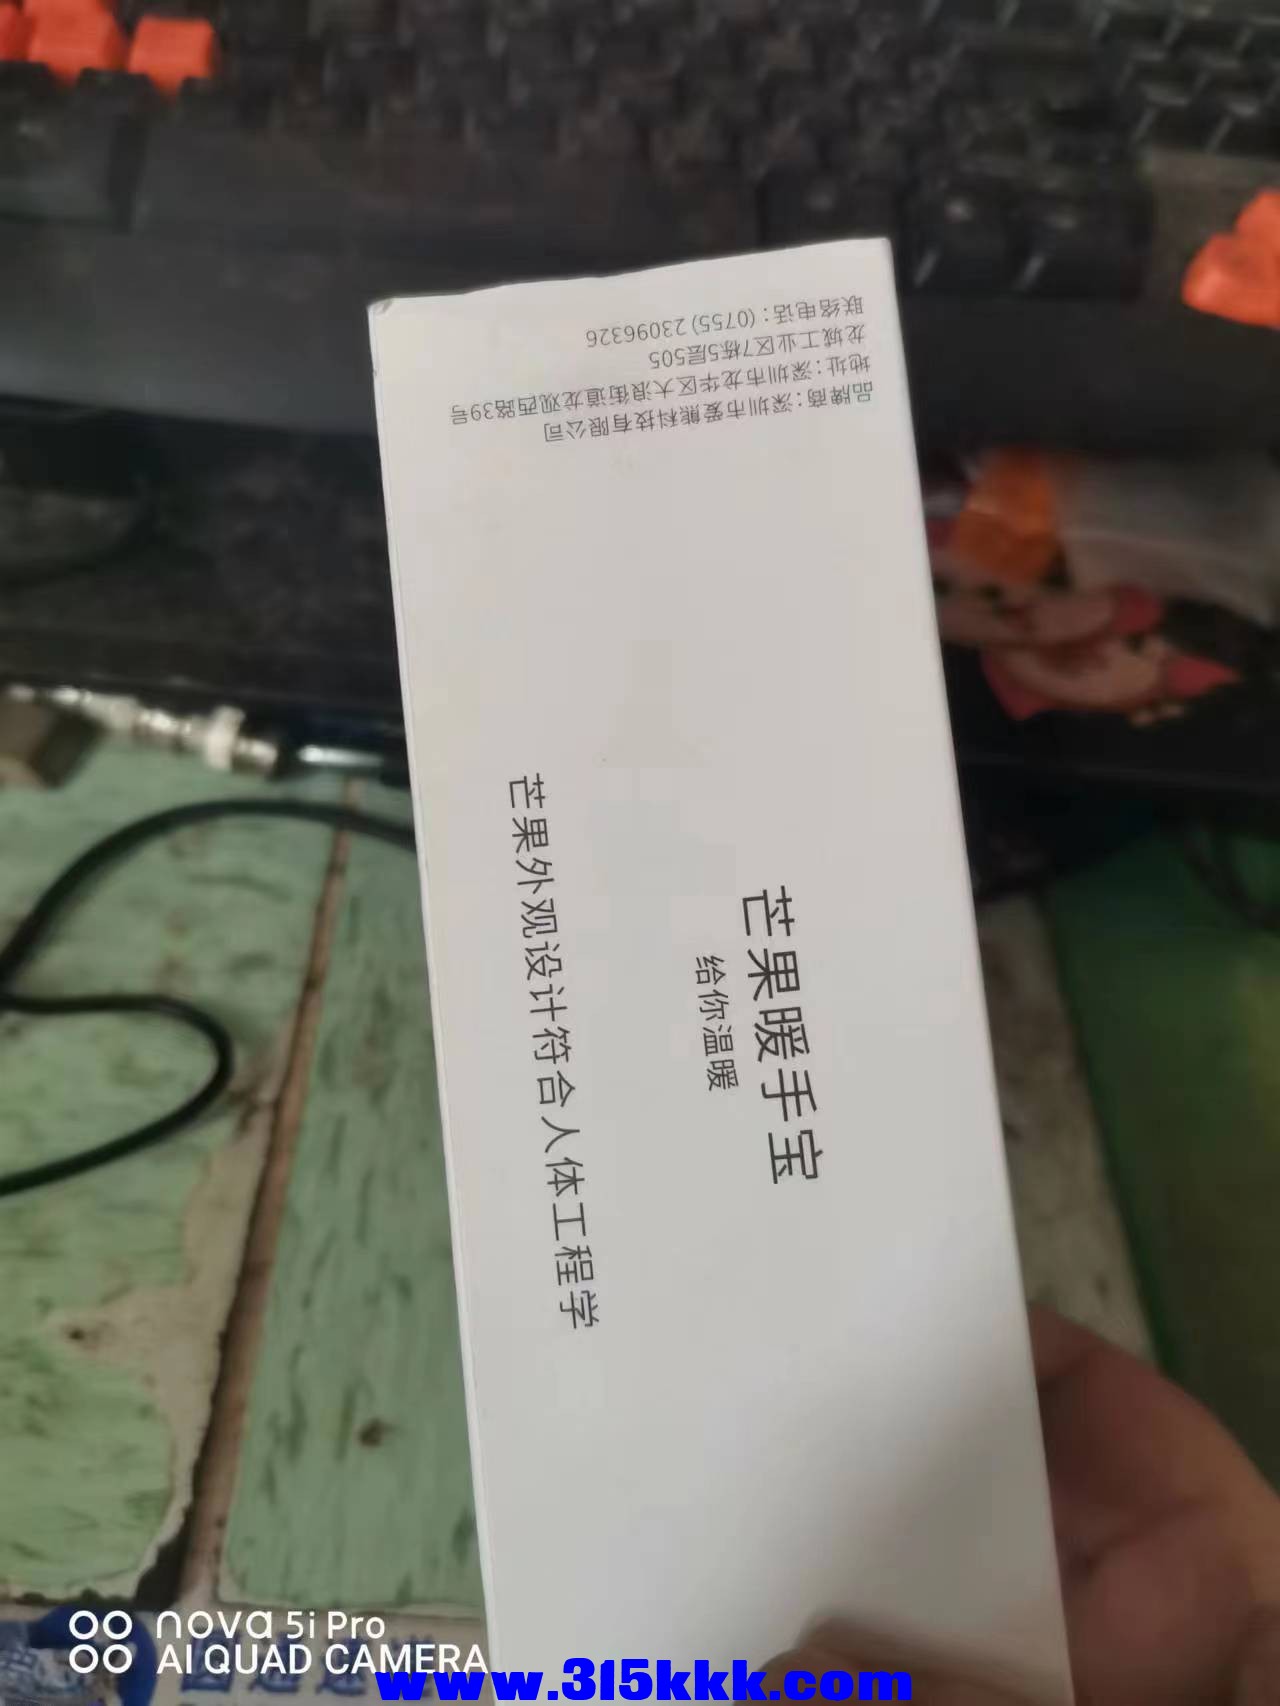 品牌商：深圳市爱熊科技有限公司
地址：深圳市龙华区大浪街道龙观西路39号
龙城工业区7栋5层505
联络电话：(0755) 23096326
芒果暖手宝
给你温暖
芒果外观设计符合人体工程学
nova 5i Pro
AI QUAD CAMERA
www.315kkk.com